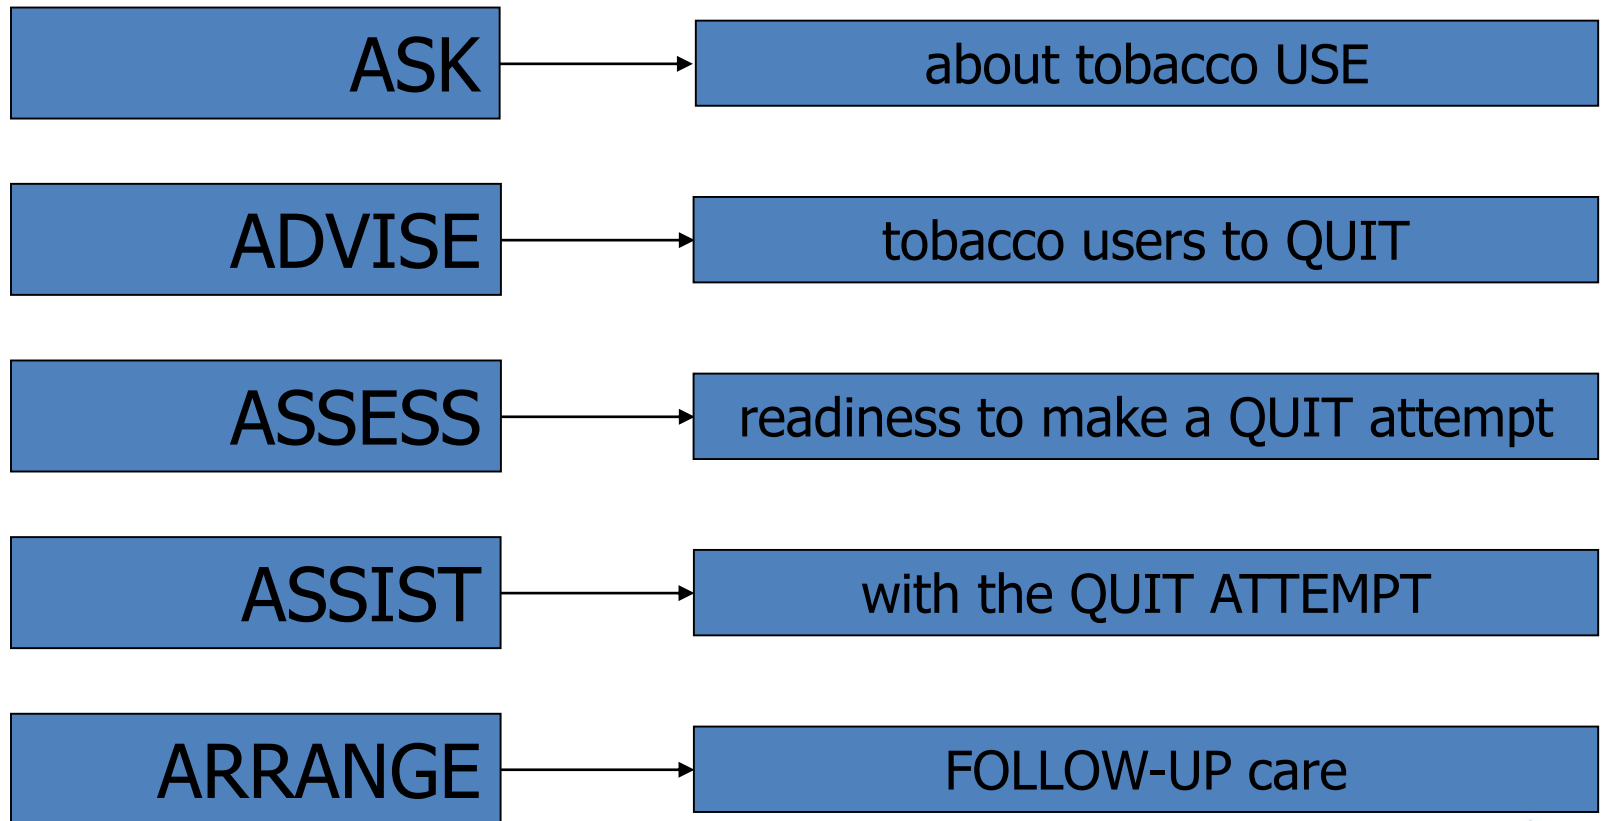 ASK
about tobacco USE
ADVISE
tobacco users to QUIT
ASSESS
readiness to make a QUIT attempt
ASSIST
with the QUIT ATTEMPT
ARRANGE
FOLLOW-UP care